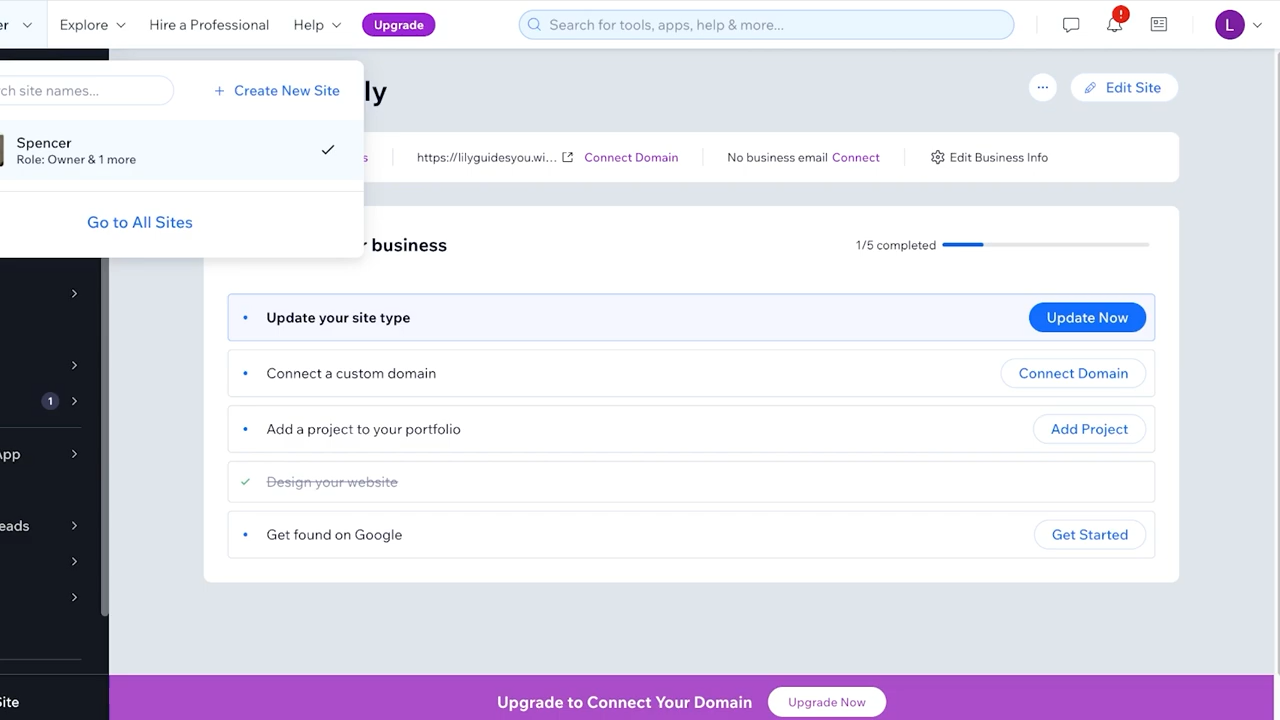 er
Explore
Hire a Professional
Help
Upgrade
Search for tools, apps, help & more...
!
L
ch site names...
+ Create New Site
ly
... 
Edit Site
Spencer
Role: Owner & 1 more
s
https://lilyguidesyou.wi...
Connect Domain
No business email Connect
Edit Business Info
Go to All Sites
r business
1/5 completed
Update your site type
Update Now
Connect a custom domain
Connect Domain
1
Add a project to your portfolio
Add Project
App
Design your website
eads
Get found on Google
Get Started
Site
Upgrade to Connect Your Domain
Upgrade Now